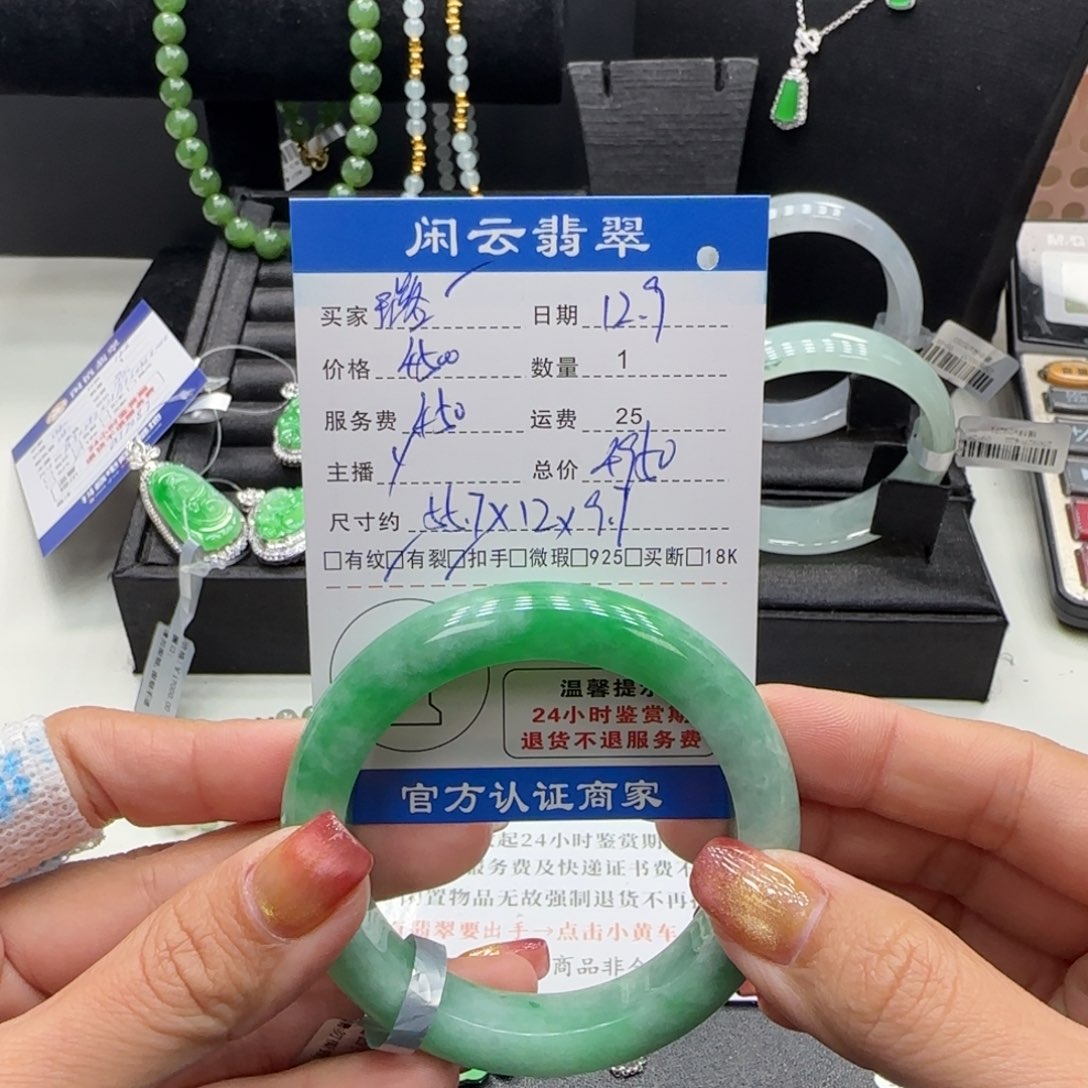 闲云翡翠
买家 日期 12.9
价格 4500 数量 1
服务费 450 运费 25
主播 Y 总价
尺寸约 55.7X12X9.7
□有纹□有裂□扣手□微瑕□925□买断□18K
温馨提示
24小时鉴赏期
退货不退服务费
官方认证商家
起24小时鉴赏期
服务费及快递证书费不
置物品无故强制退货不再
翡翠要出手→点击小黄车
商品非